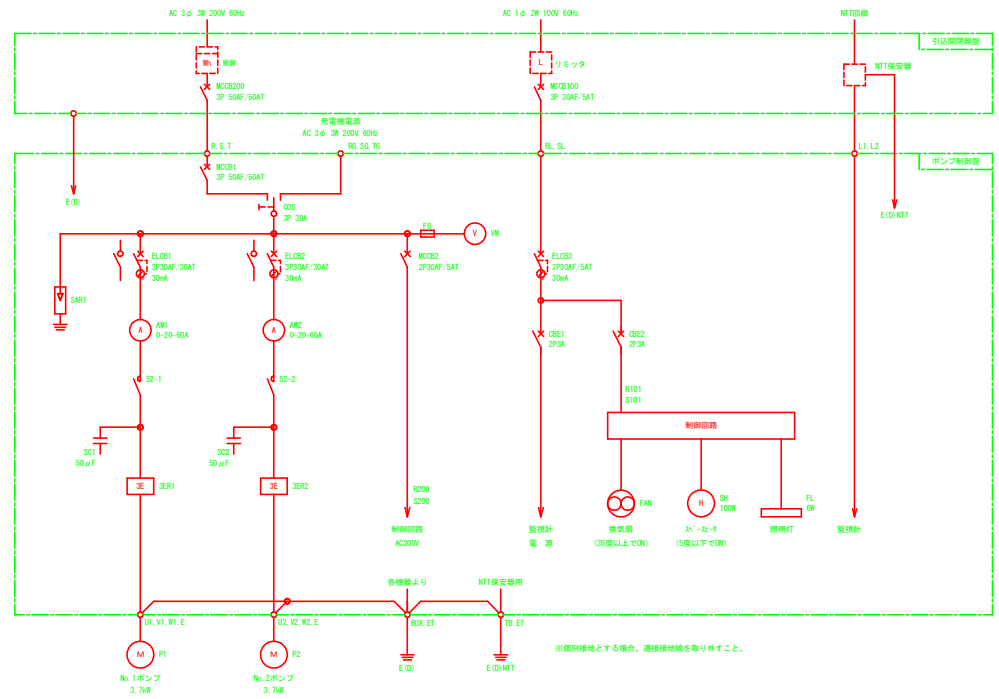 AC 3φ 3W 200V 60Hz
AC 1φ 2W 100V 60Hz
NTT回線
引込開閉器盤
Wh
L
リミッタ
NTT保安器
MCCB200
3P 50AF/50AT
MCCB100
3P 30AF/5AT
発電機電源
AC 3φ 3W 200V 60Hz
R.S.T
RG.SG.TG
RL.SL
L1.L2
ポンプ制御盤
MCCB1
3P 50AF/50AT
E(D)
COS
3P 30A
E(D)NTT
F0
V
VM
ELCB1
3P30AF/30AT
30mA
ELCB2
3P30AF/30AT
30mA
MCCB2
2P30AF/5AT
ELCB3
2P30AF/5AT
30mA
SAR1
A
AM1
0-20-60A
A
AM2
0-20-60A
CBE1
2P3A
CBE2
2P3A
52-1
52-2
R101
S101
制御回路
SC1
50μF
SC2
50μF
3E
3ER1
3E
3ER2
R200
S200
FAN
H
SH
100W
FL
6W
制御回路
AC200V
監視計
電 源
換気扇
(35度以上でON)
スペースヒータ
(5度以下でON)
照明灯
監視計
各機器より
NTT保安器用
U1.V1.W1.E.
U2.V2.W2.E.
BOX.ET
TB.ET
M
P1
M
P2
E(D)
E(D)NTT
※個別接地とする場合、連接接地線を取り外すこと。
No.1ポンプ
3.7kW
No.2ポンプ
3.7kW